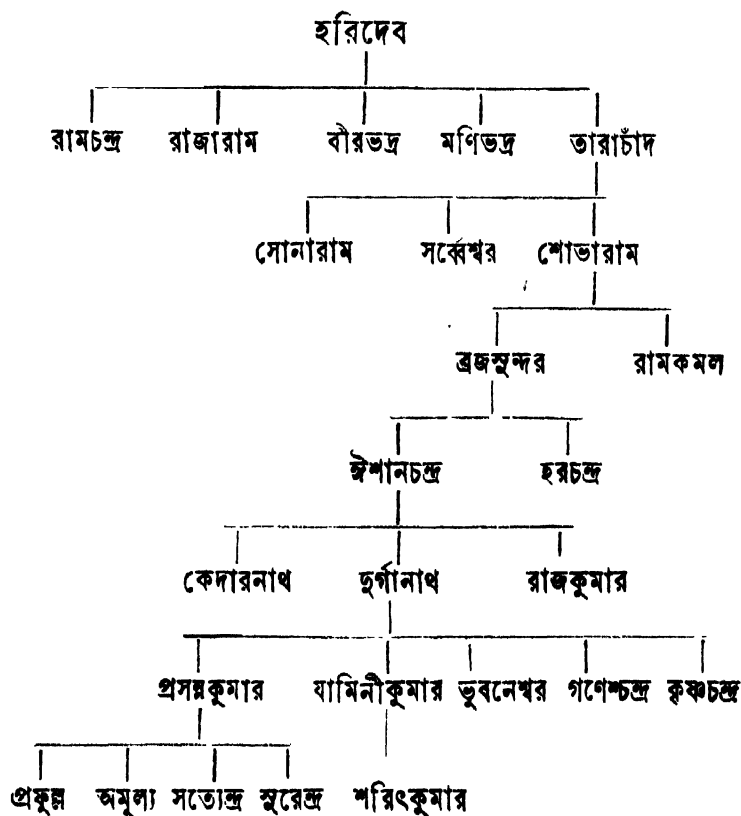 হরিদেব
রামচন্দ্র রাজারাম বীরভদ্র মণিভদ্র তারাচাঁদ
সোনারাম সর্ব্বেশ্বর শোভারাম
ব্রজসুন্দর রামকমল
ঈশানচন্দ্র হরচন্দ্র
কেদারনাথ দুর্গানাথ রাজকুমার
প্রসন্নকুমার যামিনীকুমার ভুবনেশ্বর গণেশচন্দ্র কৃষ্ণচন্দ্র
প্রফুল্ল অমূল্য সত্যেন্দ্র সুরেন্দ্র শরিৎকুমার